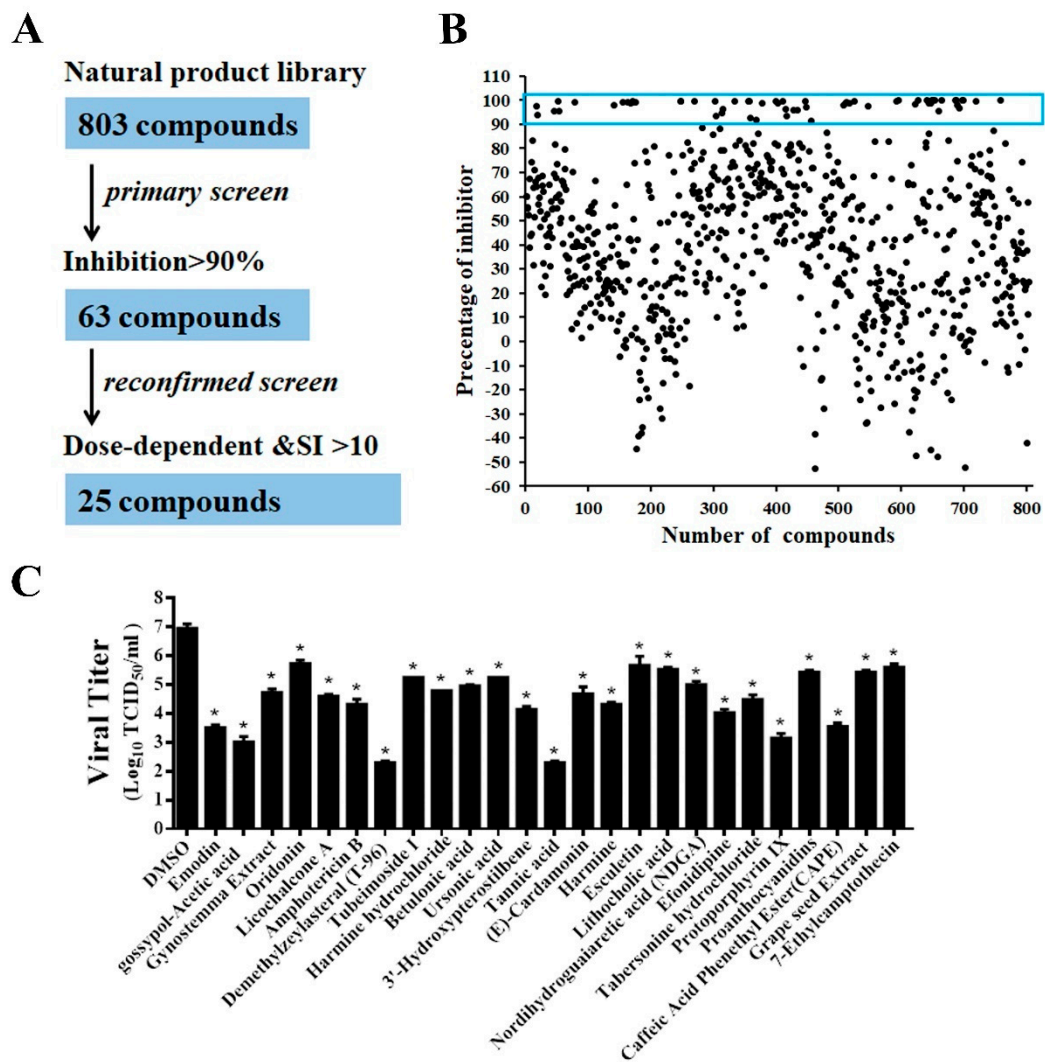 A
Natural product library
803 compounds
primary screen
Inhibition>90%
63 compounds
reconfirmed screen
Dose-dependent &SI >10
25 compounds
B
Precentage of inhibitor
110
100
90
80
70
60
50
40
30
20
10
0
-10
-20
-30
-40
-50
-60
0 100 200 300 400 500 600 700 800
Number of compounds
C
Viral Titer
(Log10 TCID50/ml)
8
7
6
5
4
3
2
1
0
* * * * * * * * * * * * * * * * * * * * * * * * *
DMSO
Emodin
gossypol-Acetic acid
Gynostemma Extract
Oridonin
Licochalcone A
Amphotericin B
Demethylzeylasteral (T-96)
Tubeimoside I
Harmine hydrochloride
Betulonic acid
Ursonic acid
3'-Hydroxypterostilbene
Tannic acid
(E)-Cardamonin
Harmine
Esculetin
Lithocholic acid
Nordihydroguaiaretic acid (NDGA)
Efonidipine
Tabersonine hydrochloride
Protoporphyrin IX
Proanthocyanidins
Caffeic Acid Phenethyl Ester(CAPE)
Grape seed Extract
7-Ethylcamptothecin